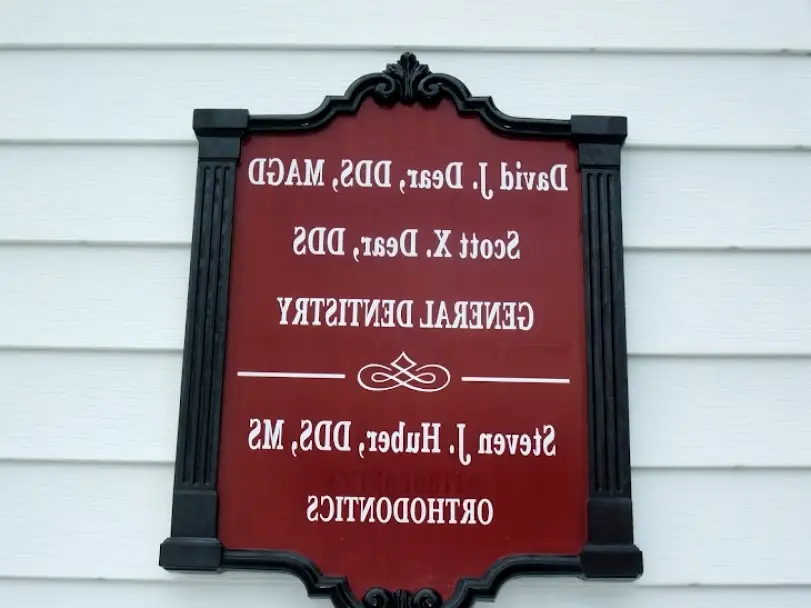 David J. Dear, DDS, MAGD
Scott X. Dear, DDS
GENERAL DENTISTRY
Steven J. Huber, DDS, MS
ORTHODONTICS